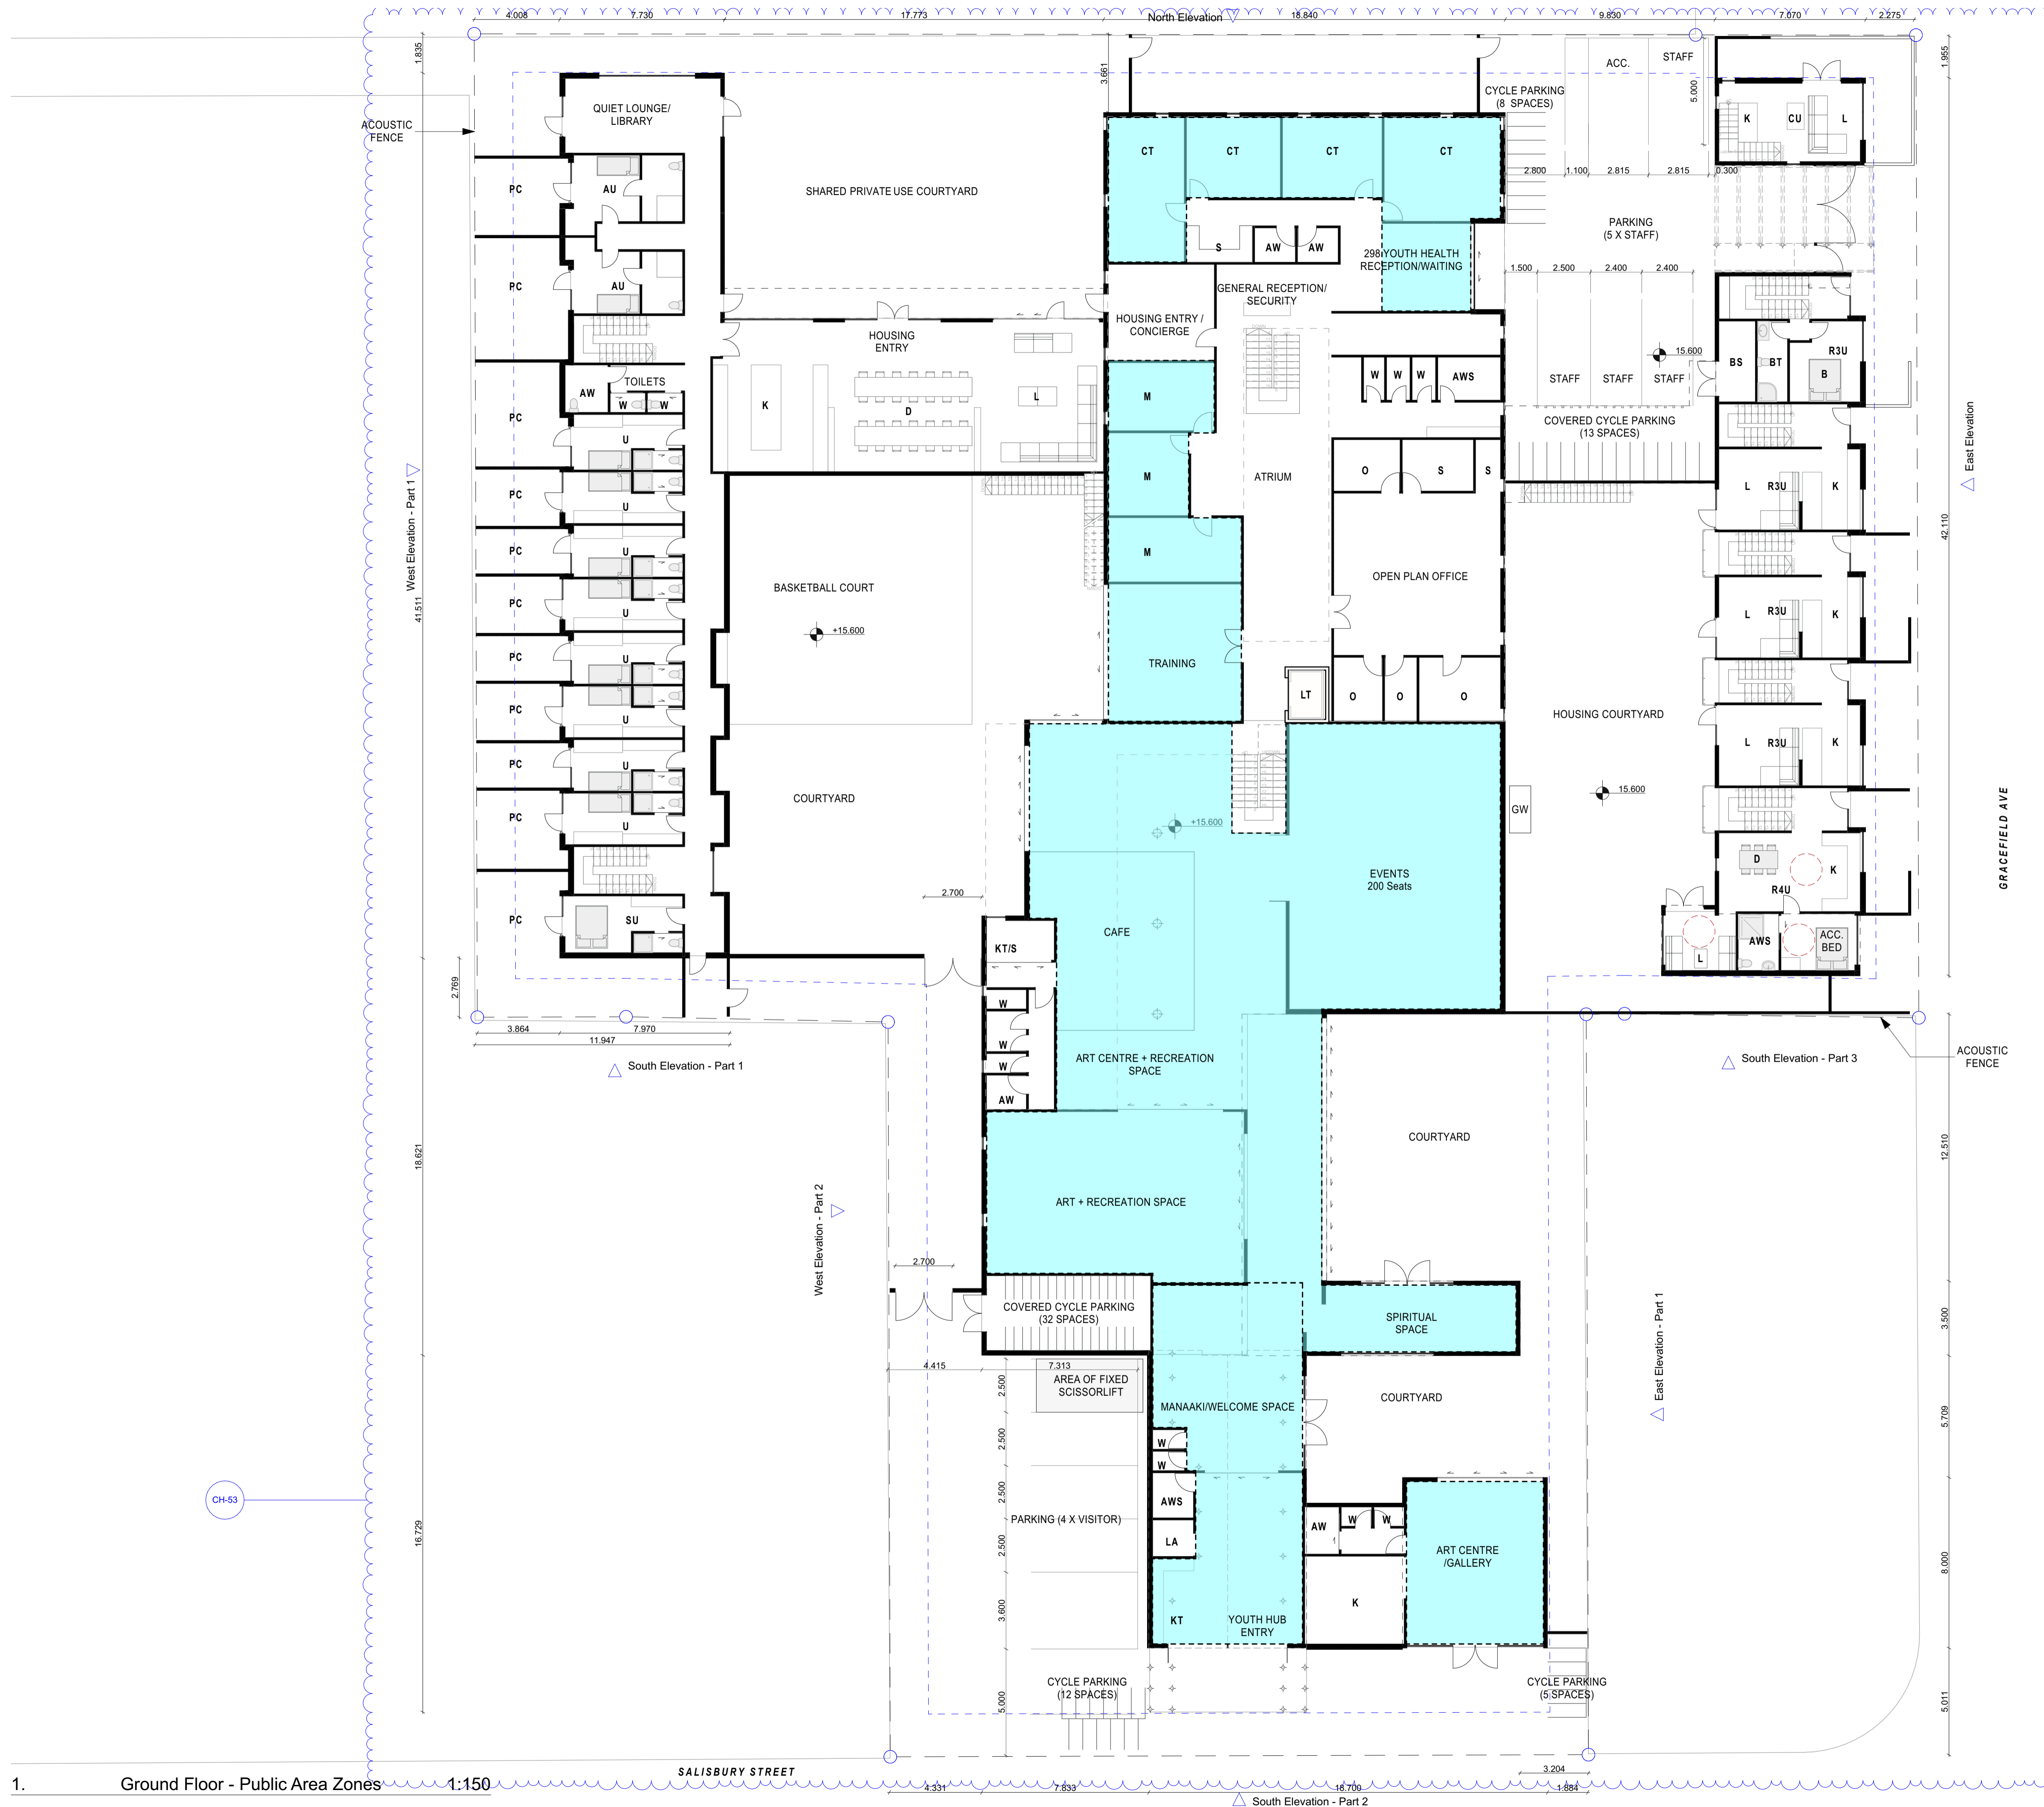 4.008
7.730
17.773
North Elevation
18.840
9.830
7.070
2.275
1.835
3.661
5.000
1.955
ACC.
STAFF
CYCLE PARKING
(8 SPACES)
QUIET LOUNGE/
LIBRARY
ACOUSTIC
FENCE
K
CU
L
CT
CT
CT
CT
2.800
1.100
2.815
2.815
0.300
PC
AU
SHARED PRIVATE USE COURTYARD
PARKING
(5 X STAFF)
S
AW
AW
298 YOUTH HEALTH
RECEPTION/WAITING
1.500
2.500
2.400
2.400
PC
AU
GENERAL RECEPTION/
SECURITY
HOUSING ENTRY /
CONCIERGE
HOUSING
ENTRY
15.600
R3U
BS
BT
B
TOILETS
AW
W
W
K
D
L
M
W
W
W
AWS
STAFF
STAFF
STAFF
PC
COVERED CYCLE PARKING
(13 SPACES)
East Elevation
West Elevation - Part 1
U
PC
U
M
ATRIUM
O
S
S
L
R3U
K
42.110
PC
U
M
OPEN PLAN OFFICE
BASKETBALL COURT
+15.600
41.511
PC
U
L
R3U
K
PC
U
TRAINING
LT
O
O
O
PC
U
HOUSING COURTYARD
L
R3U
K
PC
U
COURTYARD
15.600
GW
GRACEFIELD AVE
PC
U
+15.600
EVENTS
200 Seats
D
K
R4U
2.700
PC
SU
CAFE
KT/S
L
AWS
ACC.
BED
2.769
W
3.864
7.970
11.947
W
W
AW
ART CENTRE + RECREATION
SPACE
South Elevation - Part 1
South Elevation - Part 3
ACOUSTIC
FENCE
18.621
COURTYARD
12.510
ART + RECREATION SPACE
West Elevation - Part 2
2.700
COVERED CYCLE PARKING
(32 SPACES)
SPIRITUAL
SPACE
3.500
East Elevation - Part 1
4.415
7.313
AREA OF FIXED
SCISSORLIFT
2.500
MANAAKI/WELCOME SPACE
COURTYARD
5.709
2.500
W
W
CH-53
2.500
AWS
PARKING (4 X VISITOR)
LA
AW
W
W
16.729
2.500
ART CENTRE
/GALLERY
8.000
3.600
K
KT
YOUTH HUB
ENTRY
CYCLE PARKING
(12 SPACES)
CYCLE PARKING
(5 SPACES)
5.000
5.011
SALISBURY STREET
3.204
1. Ground Floor - Public Area Zones 1:150
4.331
7.833
18.700
1.884
South Elevation - Part 2